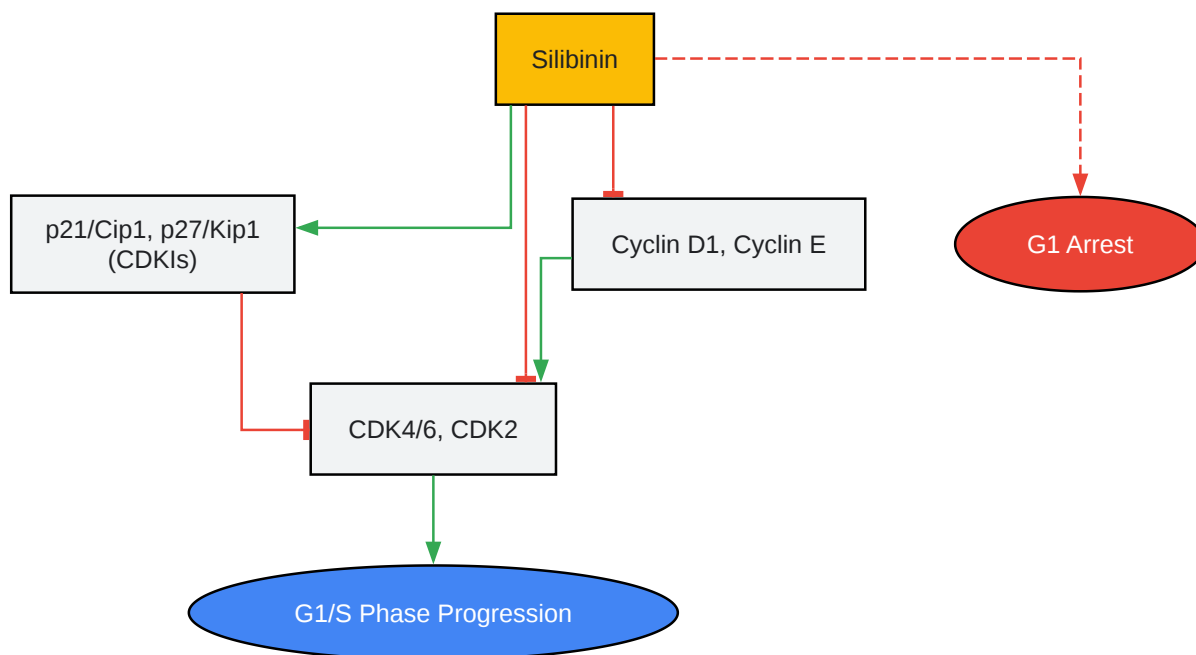 Silibinin
p21/Cip1, p27/Kip1
(CDKIs)
Cyclin D1, Cyclin E
G1 Arrest
CDK4/6, CDK2
G1/S Phase Progression